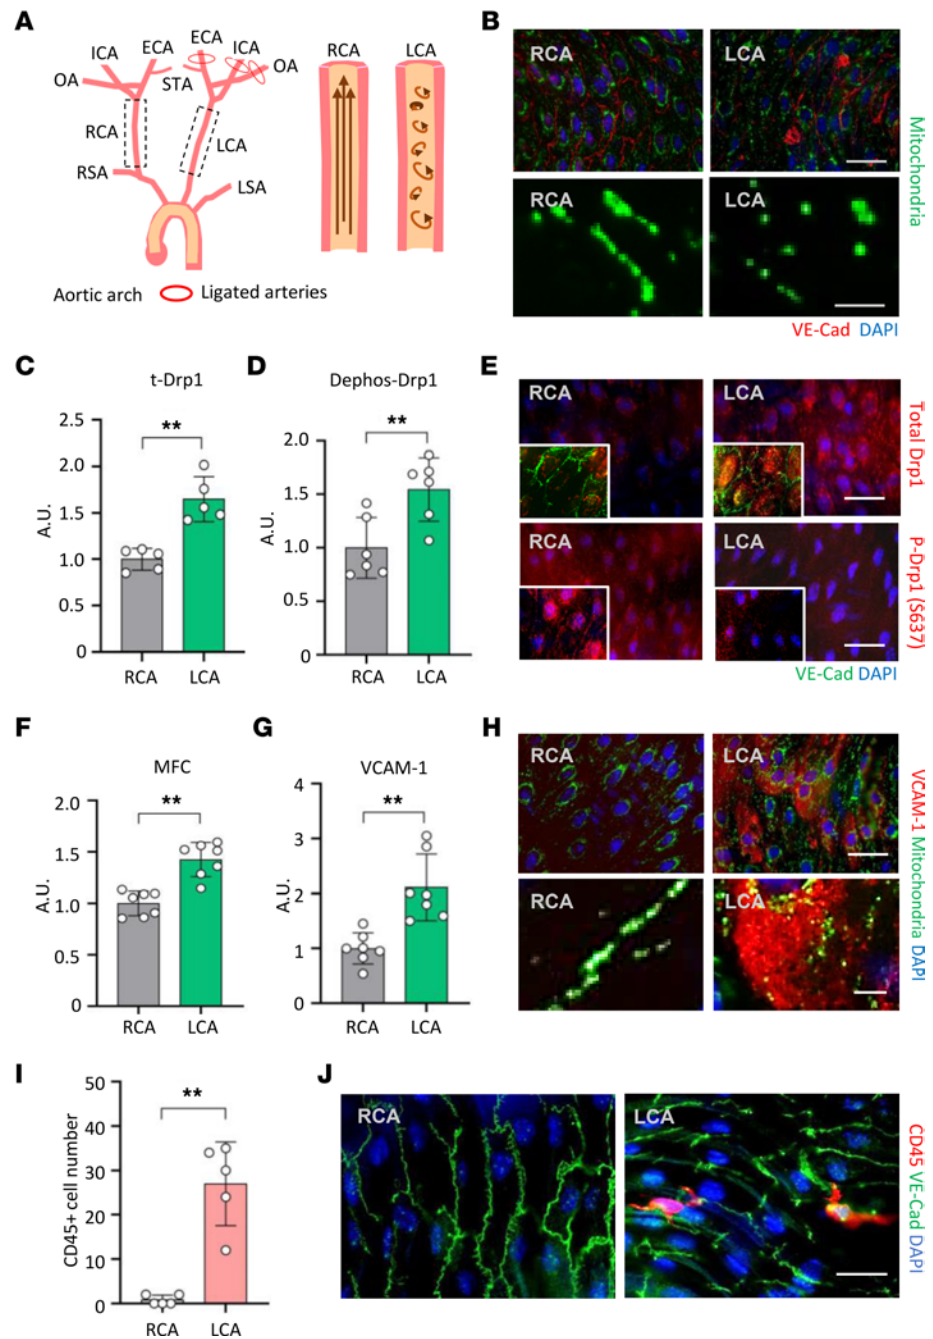 A
ECA
ECA
ICA
ICA
OA
OA
STA
RCA
LCA
RSA
LSA
RCA
LCA
Aortic arch
Ligated arteries
B
RCA
LCA
RCA
LCA
Mitochondria
VE-Cad DAPI
C
t-Drp1
**
2.5
2.0
1.5
1.0
0.5
0
A.U.
RCA
LCA
D
Dephos-Drp1
**
2.0
1.5
1.0
0.5
0
A.U.
RCA
LCA
E
RCA
LCA
Total Drp1
RCA
LCA
P-Drp1 (S637)
VE-Cad DAPI
F
MFC
**
2.0
1.5
1.0
0.5
0
A.U.
RCA
LCA
G
VCAM-1
**
4
3
2
1
0
A.U.
RCA
LCA
H
RCA
LCA
RCA
LCA
VCAM-1 Mitochondria DAPI
I
**
50
40
30
20
10
0
CD45+ cell number
RCA
LCA
J
RCA
LCA
CD45 VE-Cad DAPI